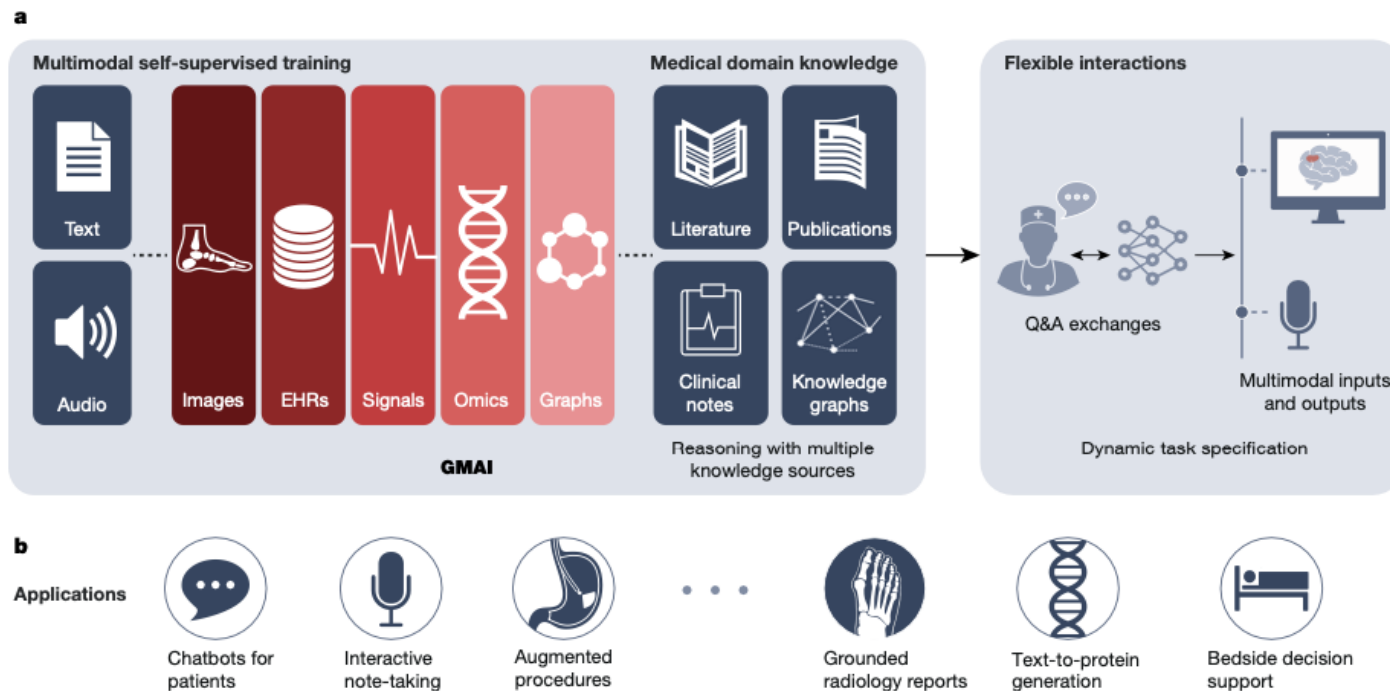 a
Multimodal self-supervised training
Medical domain knowledge
Flexible interactions
Text
Audio
Images
EHRs
Signals
Omics
Graphs
Literature
Publications
Clinical
notes
Knowledge
graphs
GMAI
Reasoning with multiple
knowledge sources
Q&A exchanges
Multimodal inputs
and outputs
Dynamic task specification
b
Applications
Chatbots for
patients
Interactive
note-taking
Augmented
procedures
Grounded
radiology reports
Text-to-protein
generation
Bedside decision
support